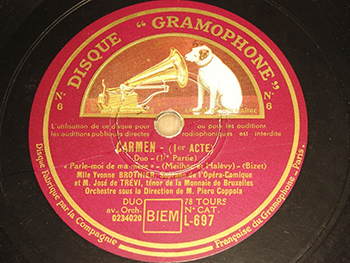 DISQUE "GRAMOPHONE"
N.
6
N.
6
L'utilisation de ce disque pour ou pour les auditions
les auditions publiques directes radiophoniques est interdite
CARMEN - (1er ACTE)
Duo - (1re Partie)
« Parle-moi de ma mère » - (Meilhac, Halévy) - (Bizet)
Mlle Yvonne BROTHIER, Soprano de l'Opéra-Comique
et M. José de TRÉVI, ténor de la Monnaie de Bruxelles
Orchestre sous la Direction de M. Piero Coppola
DUO
av. Orch.
0234020
BIEM
78 TOURS
N° CAT.
L-697
Disque Fabriqué par la Compagnie Française du Gramophone, Paris.